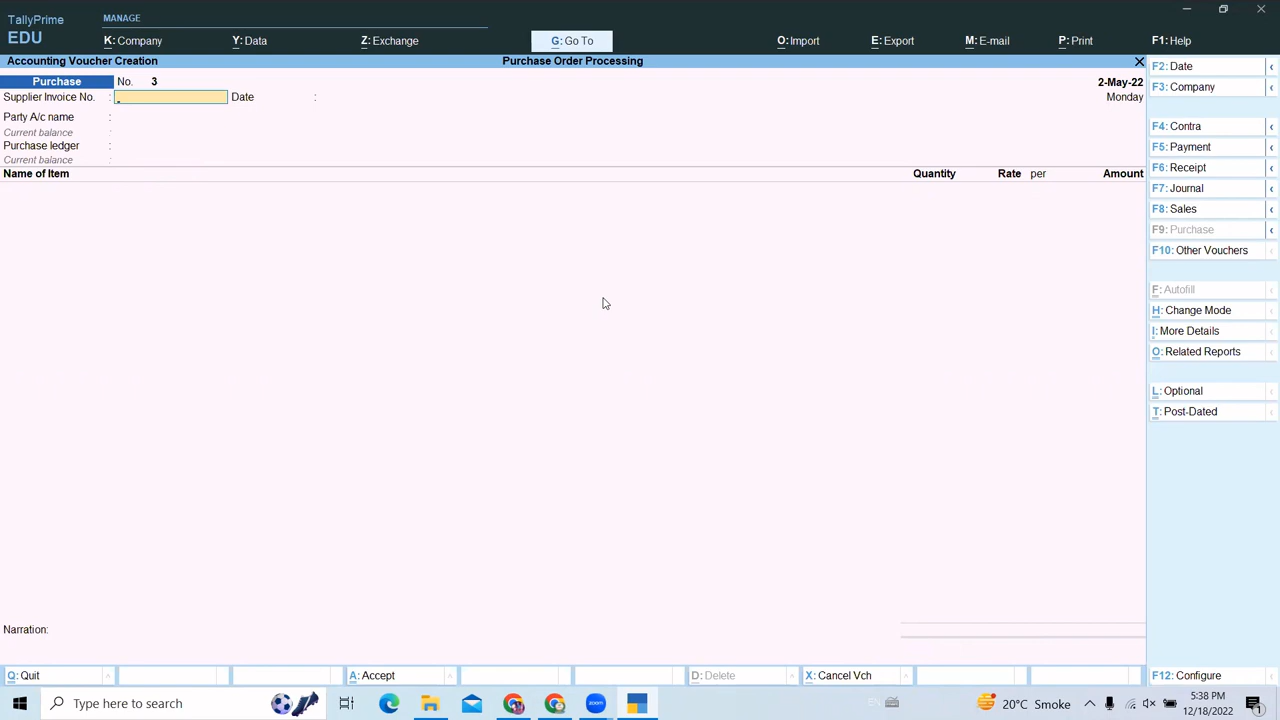 TallyPrime
EDU
MANAGE
K: Company
Y: Data
Z: Exchange
G: Go To
O: Import
E: Export
M: E-mail
P: Print
F1: Help
Accounting Voucher Creation
Purchase Order Processing
Purchase No. 3
2-May-22
Supplier Invoice No. : Date :
Monday
Party A/c name :
Current balance :
Purchase ledger :
Current balance :
Name of Item
Quantity
Rate per
Amount
F2: Date
F3: Company
F4: Contra
F5: Payment
F6: Receipt
F7: Journal
F8: Sales
F9: Purchase
F10: Other Vouchers
F: Autofill
H: Change Mode
I: More Details
O: Related Reports
L: Optional
T: Post-Dated
Narration:
Q: Quit
A: Accept
D: Delete
X: Cancel Vch
F12: Configure
Type here to search
zoom
20°C Smoke
EN
5:38 PM
12/18/2022
1